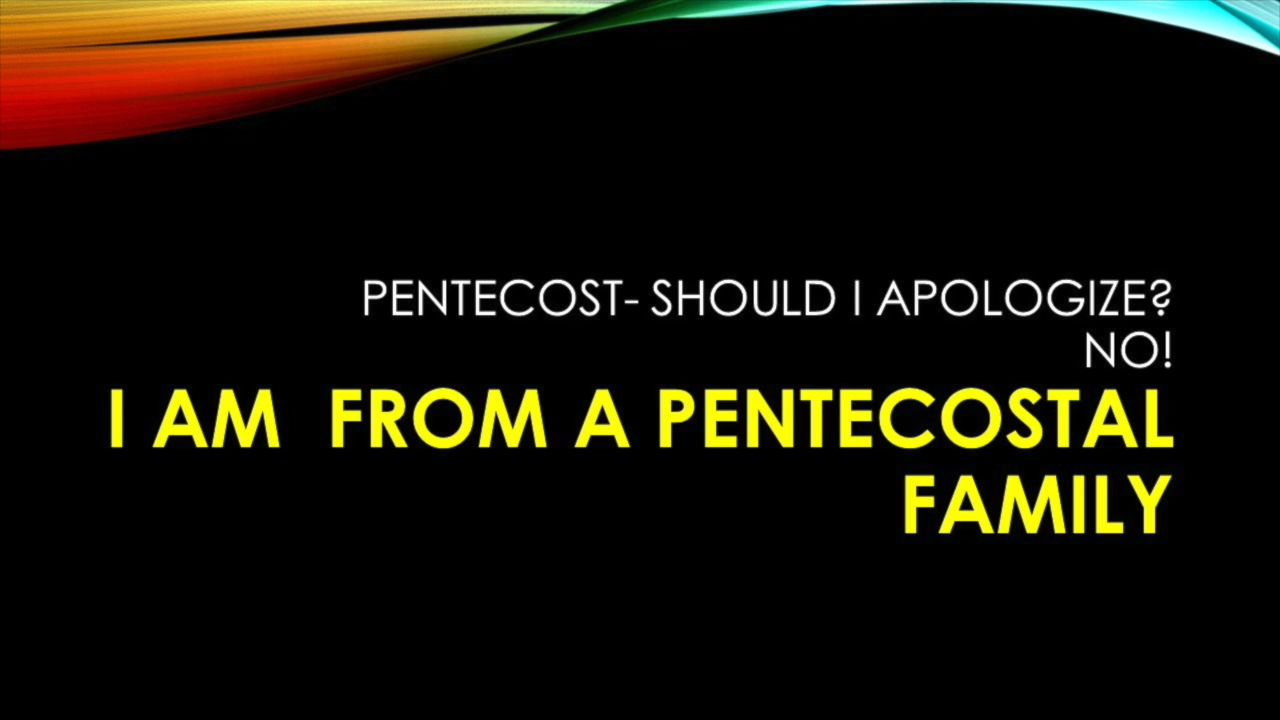 PENTECOST- SHOULD I APOLOGIZE?
NO!
I AM  FROM A PENTECOSTAL
FAMILY